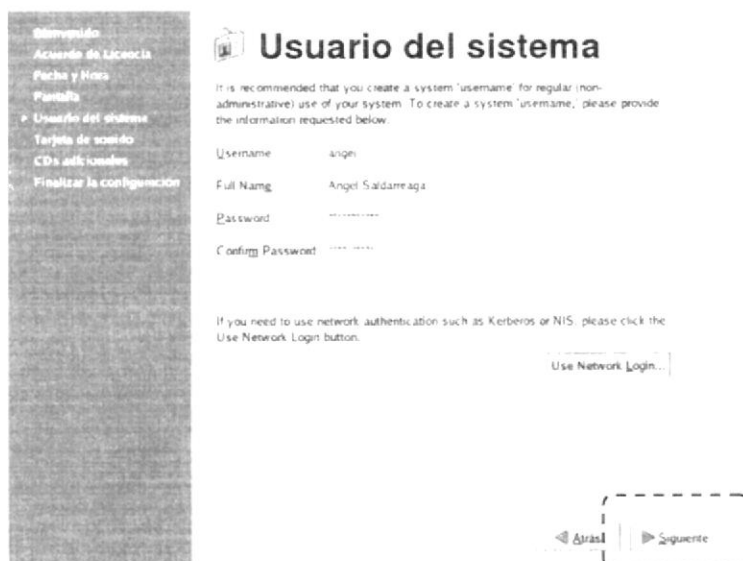 Bienvenido
Acuerdo de Licencia
Fecha y Hora
Pantalla
Usuario del sistema
Tarjeta de sonido
CDs adicionales
Finalizar la configuración
Usuario del sistema
It is recommended that you create a system 'username' for regular (non-
administrative) use of your system. To create a system 'username,' please provide
the information requested below.
Username angel
Full Name Angel Saldarreaga
Password
Confirm Password
If you need to use network authentication such as Kerberos or NIS, please click the
Use Network Login button.
Use Network Login...
Atrás
Siguiente